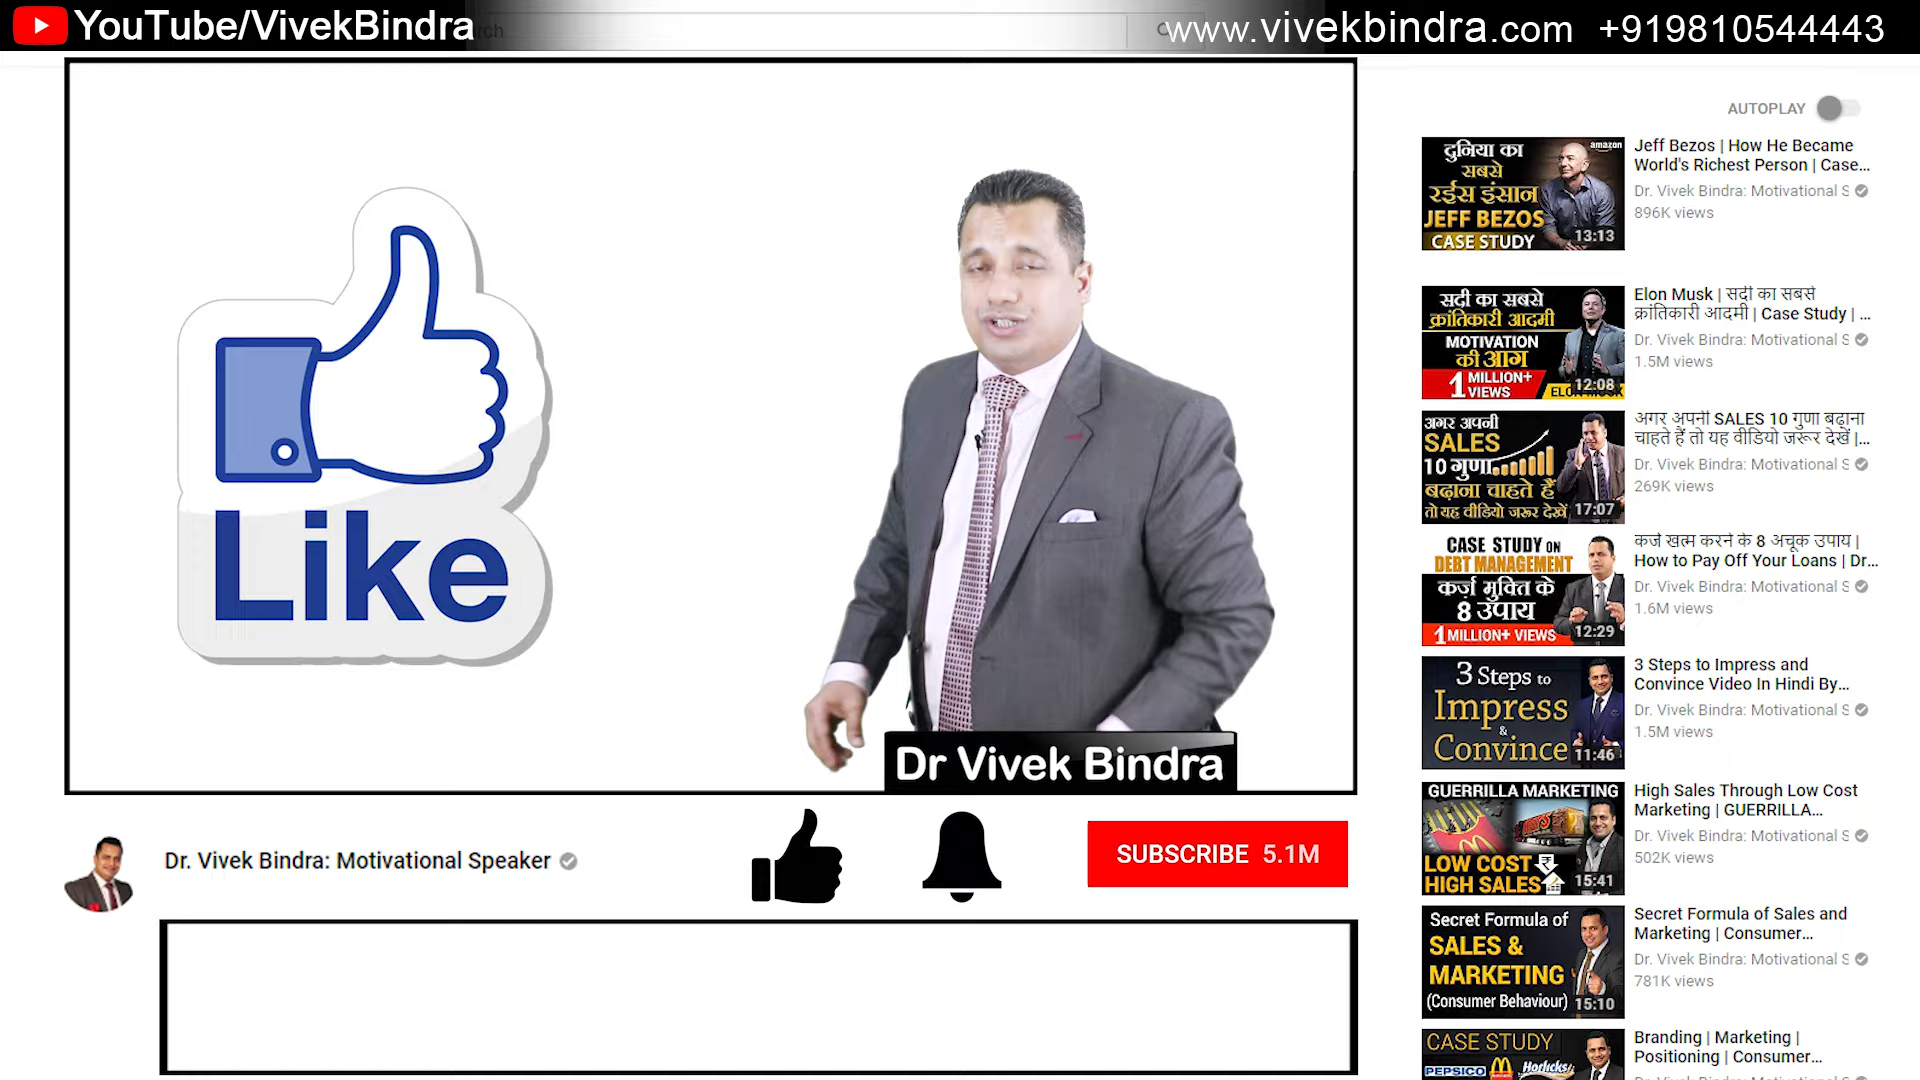 YouTube/VivekBindra
www.vivekbindra.com +919810544443
Like
Dr Vivek Bindra
Dr. Vivek Bindra: Motivational Speaker
SUBSCRIBE 5.1M
AUTOPLAY
दुनिया का
सबसे
रईस इंसान
JEFF BEZOS
CASE STUDY
amazon
13:13
Jeff Bezos | How He Became
World's Richest Person | Case...
Dr. Vivek Bindra: Motivational S
896K views
सदी का सबसे
क्रांतिकारी आदमी
MOTIVATION
की आग
1 MILLION+
VIEWS
ELON MUSK
12:08
Elon Musk | सदी का सबसे
क्रांतिकारी आदमी | Case Study | ...
Dr. Vivek Bindra: Motivational S
1.5M views
अगर अपनी
SALES
10 गुणा
बढ़ाना चाहते हैं
तो यह वीडियो जरूर देखें
17:07
अगर अपनी SALES 10 गुणा बढ़ाना
चाहते हैं तो यह वीडियो जरूर देखें |...
Dr. Vivek Bindra: Motivational S
269K views
CASE STUDY ON
DEBT MANAGEMENT
कर्ज़ मुक्ति के
8 उपाय
1 MILLION+ VIEWS
12:29
कर्ज खत्म करने के 8 अचूक उपाय |
How to Pay Off Your Loans | Dr...
Dr. Vivek Bindra: Motivational S
1.6M views
3 Steps to
Impress
&
Convince
11:46
3 Steps to Impress and
Convince Video In Hindi By...
Dr. Vivek Bindra: Motivational S
1.5M views
GUERRILLA MARKETING
LOW COST
HIGH SALES
15:41
High Sales Through Low Cost
Marketing | GUERRILLA...
Dr. Vivek Bindra: Motivational S
502K views
Secret Formula of
SALES &
MARKETING
(Consumer Behaviour)
15:10
Secret Formula of Sales and
Marketing | Consumer...
Dr. Vivek Bindra: Motivational S
781K views
CASE STUDY
PEPSICO
Horlicks
Branding | Marketing |
Positioning | Consumer...